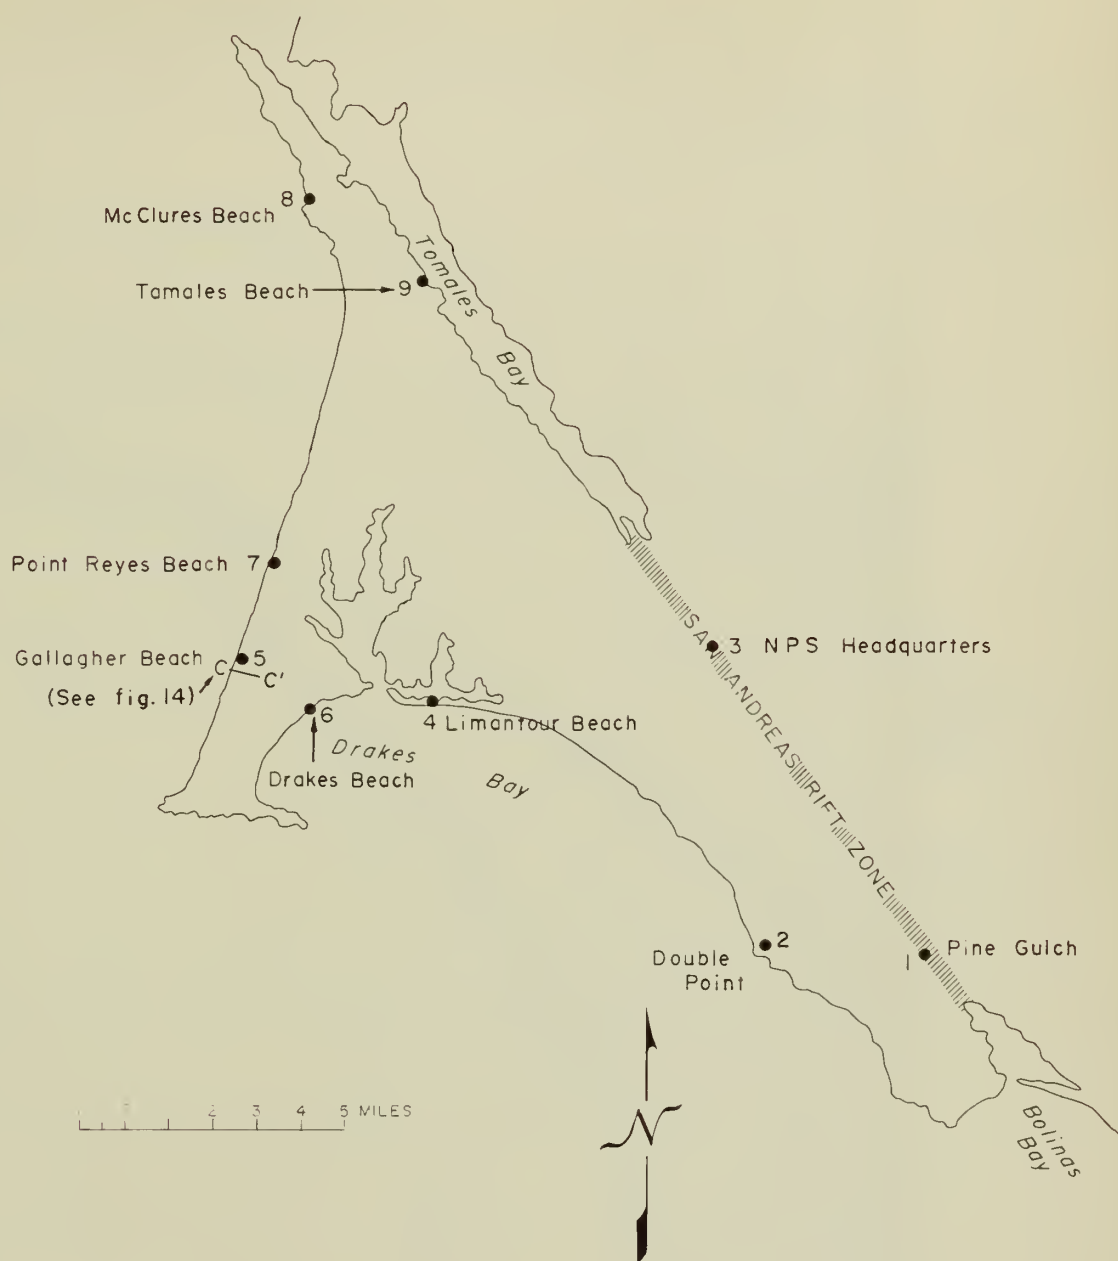 8
McClures Beach
Tamales Beach
9
Tomales
Bay
Point Reyes Beach 7
SAN ANDREAS RIFT ZONE
3 NPS Headquarters
Gallagher Beach
5
C
C'
(See fig. 14)
6
4 Limantour Beach
Drakes
Bay
Drakes Beach
2
Double
Point
1
Pine Gulch
2 3 4 5 MILES
N
Bolinas
Bay